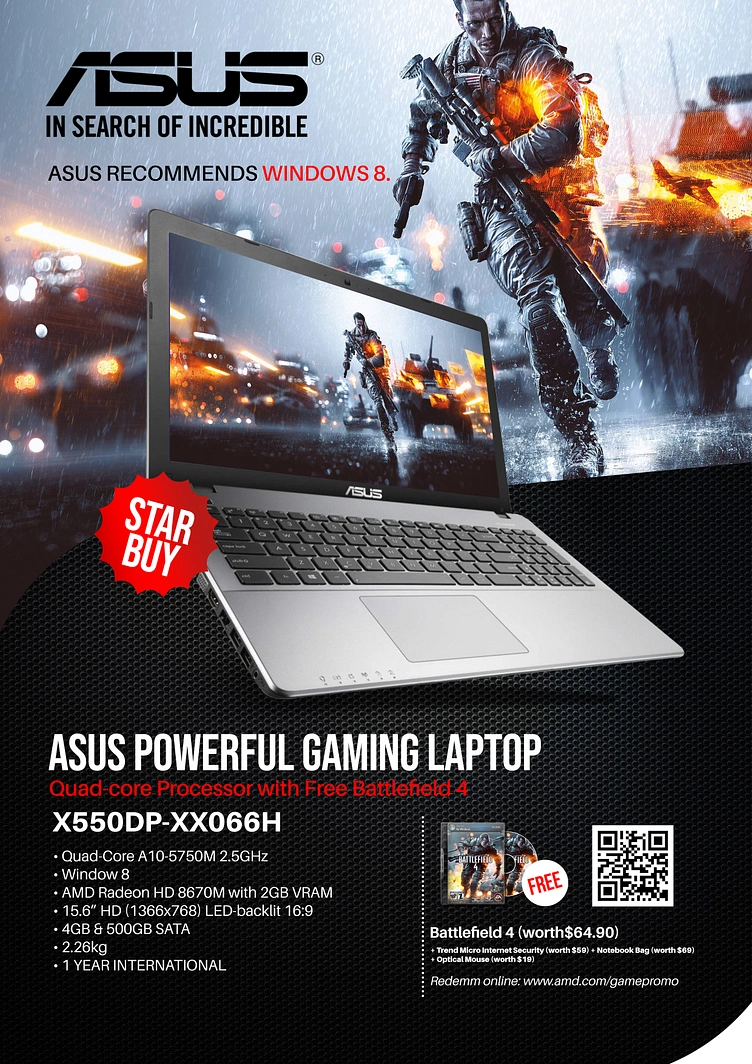 ASUS®
IN SEARCH OF INCREDIBLE
ASUS RECOMMENDS WINDOWS 8.
ASUS
STAR
BUY
ASUS POWERFUL GAMING LAPTOP
Quad-core Processor with Free Battlefield 4
X550DP-XX066H
• Quad-Core A10-5750M 2.5GHz
• Window 8
• AMD Radeon HD 8670M with 2GB VRAM
• 15.6” HD (1366x768) LED-backlit 16:9
• 4GB & 500GB SATA
• 2.26kg
• 1 YEAR INTERNATIONAL
BATTLEFIELD
4
FREE
Battlefield 4 (worth$64.90)
+ Trend Micro Internet Security (worth $59) + Notebook Bag (worth $69)
+ Optical Mouse (worth $19)
Redemm online: www.amd.com/gamepromo